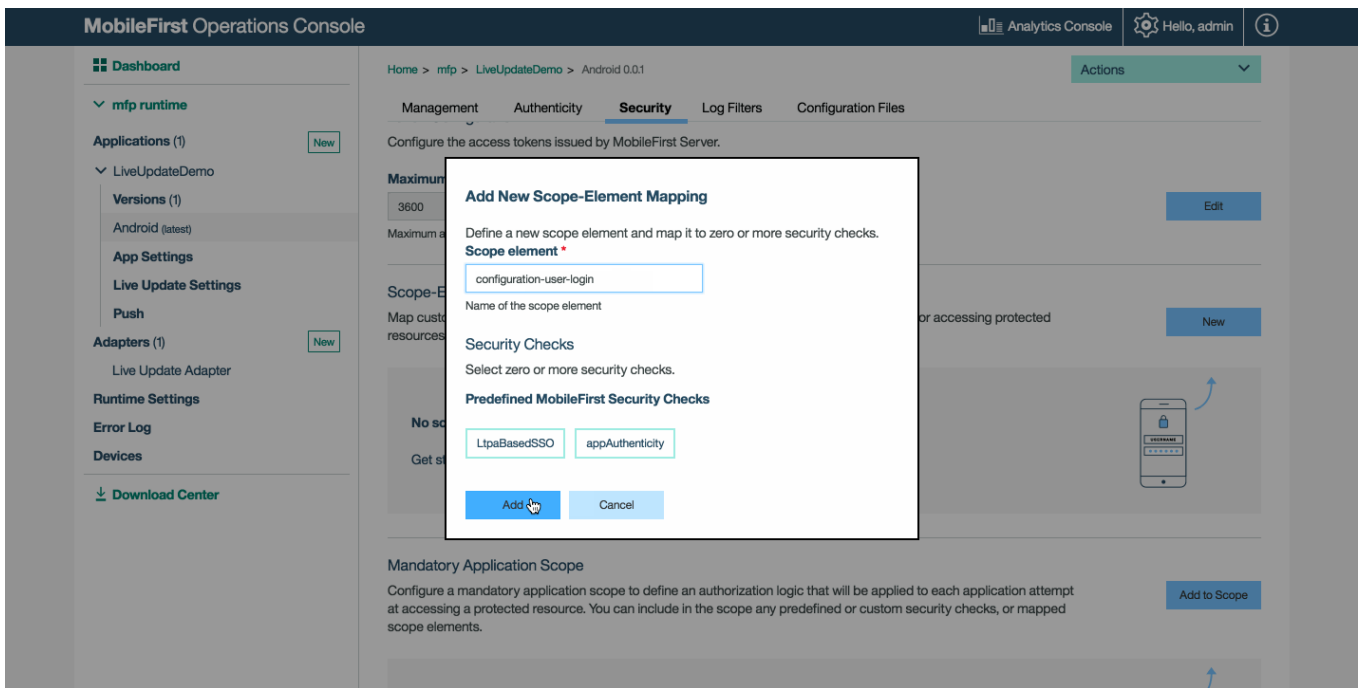 MobileFirst Operations Console
Analytics Console
Hello, admin
Dashboard
mfp runtime
Applications (1)
New
LiveUpdateDemo
Versions (1)
Android (latest)
App Settings
Live Update Settings
Push
Adapters (1)
New
Live Update Adapter
Runtime Settings
Error Log
Devices
Download Center
Home > mfp > LiveUpdateDemo > Android 0.0.1
Actions
Management Authenticity Security Log Filters Configuration Files
Configure the access tokens issued by MobileFirst Server.
Maximum
3600
Edit
Maximum a
Scope-E
Map custo
or accessing protected
resources
New
No sc
Get st
USERNAME
Add New Scope-Element Mapping
Define a new scope element and map it to zero or more security checks.
Scope element *
configuration-user-login
Name of the scope element
Security Checks
Select zero or more security checks.
Predefined MobileFirst Security Checks
LtpaBasedSSO
appAuthenticity
Add
Cancel
Mandatory Application Scope
Configure a mandatory application scope to define an authorization logic that will be applied to each application attempt
at accessing a protected resource. You can include in the scope any predefined or custom security checks, or mapped
scope elements.
Add to Scope